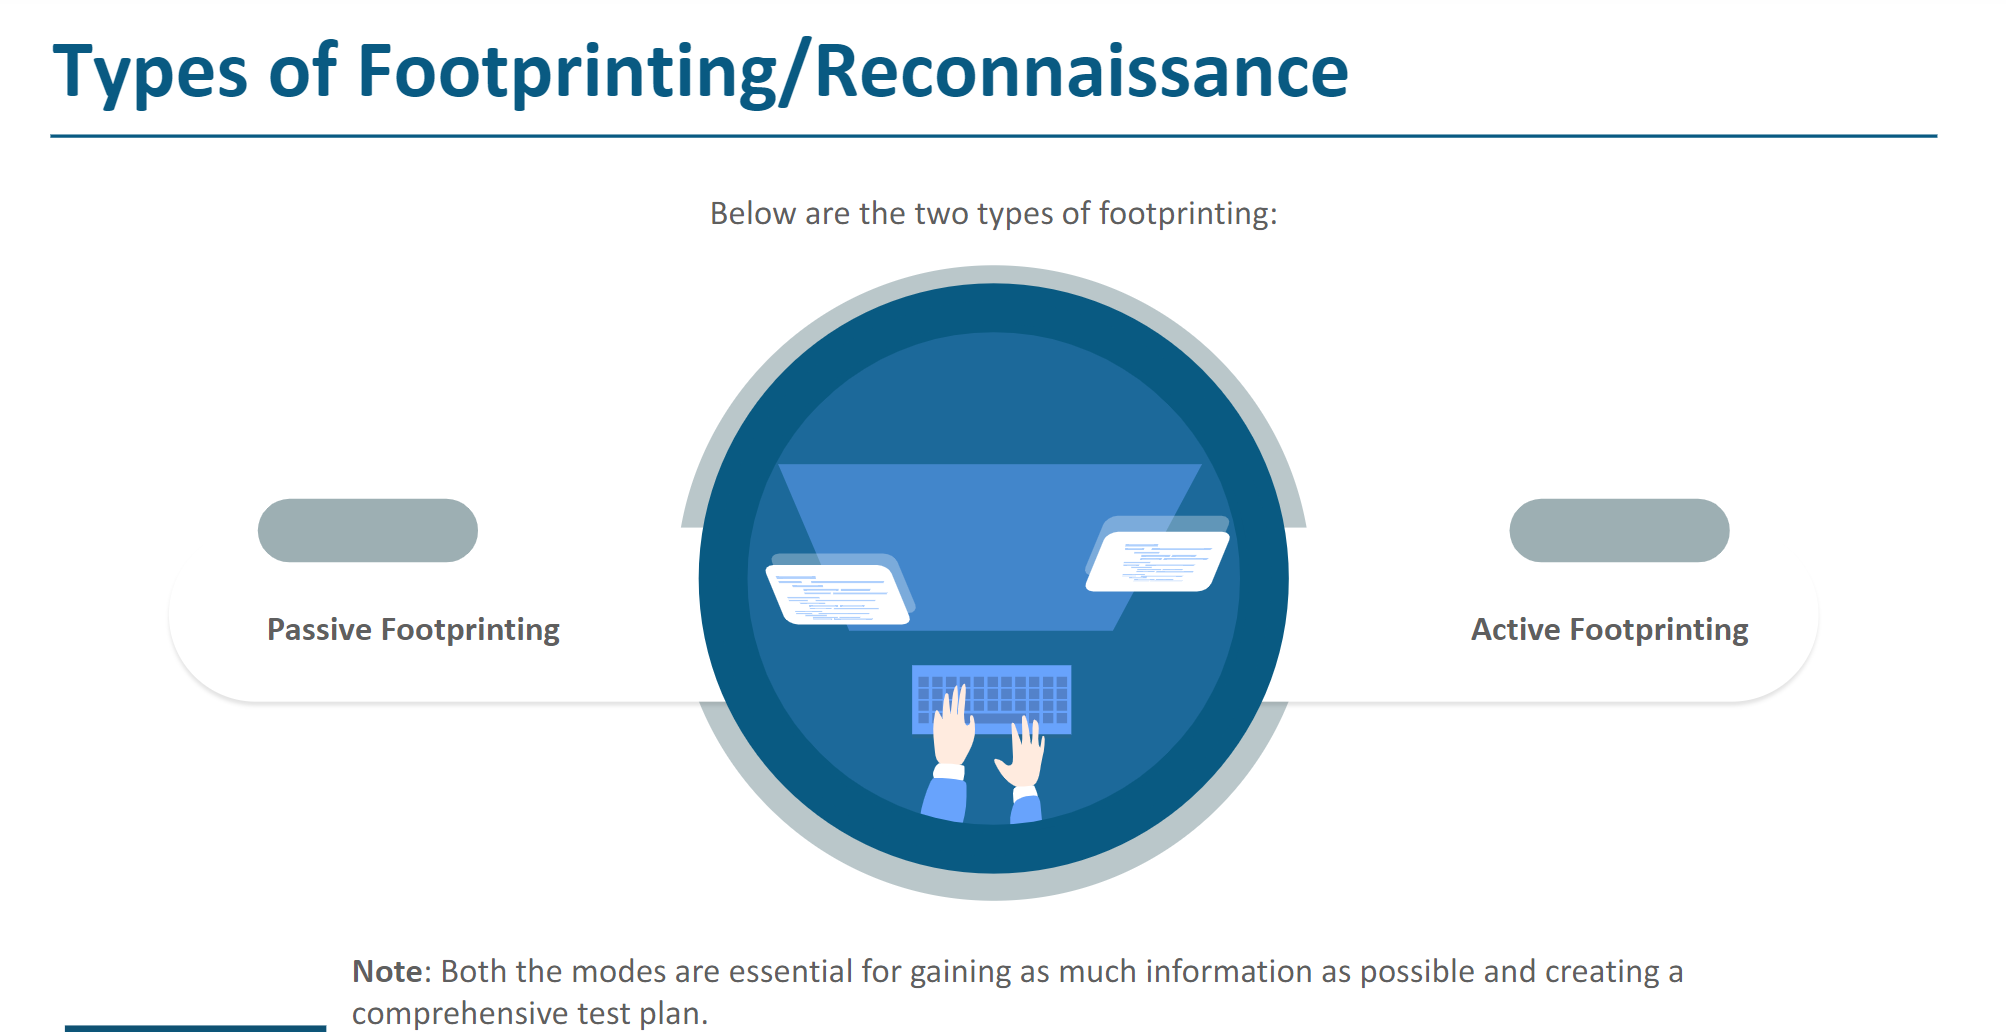 Types of Footprinting/Reconnaissance
Below are the two types of footprinting:
Passive Footprinting
Active Footprinting
Note: Both the modes are essential for gaining as much information as possible and creating a
comprehensive test plan.